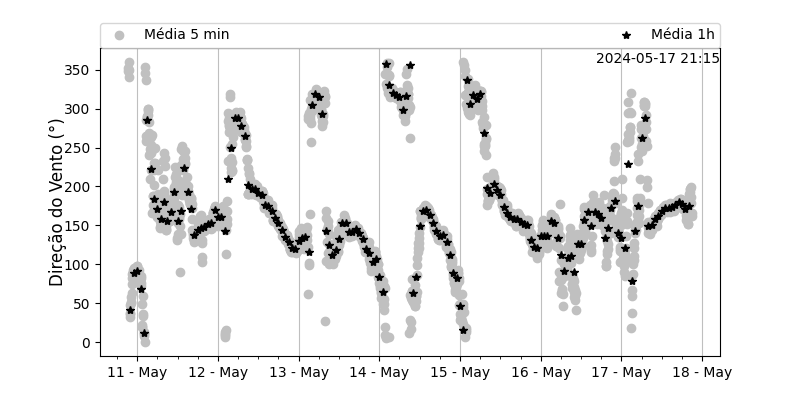 Média 5 min
Média 1h
2024-05-17 21:15
Direção do Vento (°)
350
300
250
200
150
100
50
0
11 - May
12 - May
13 - May
14 - May
15 - May
16 - May
17 - May
18 - May